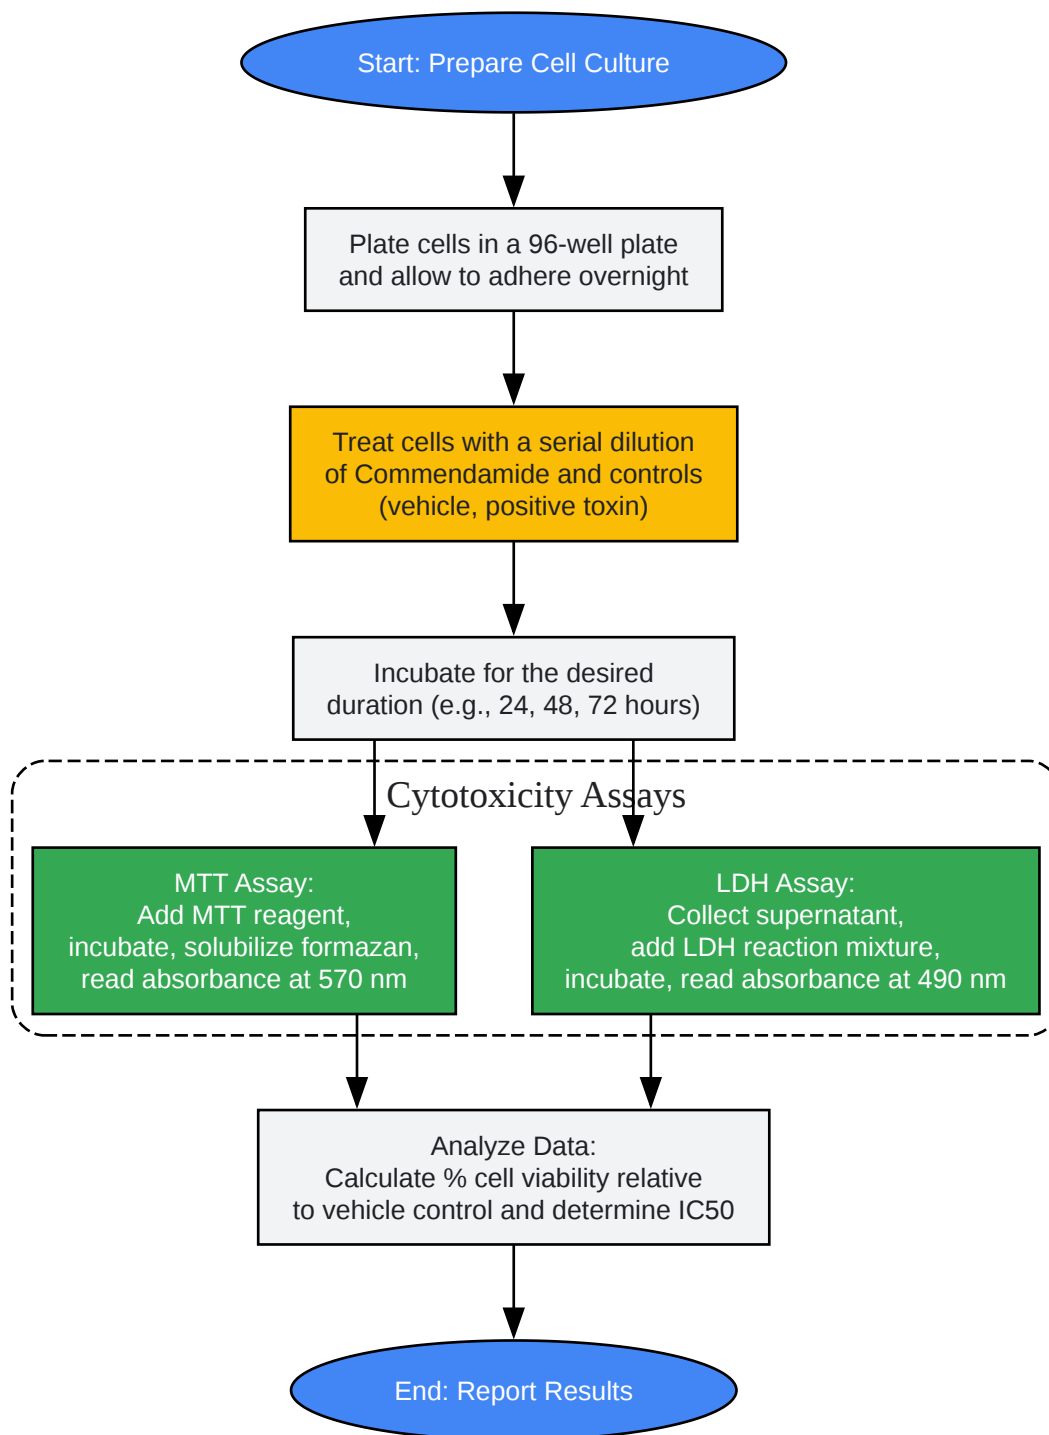 Start: Prepare Cell Culture
Plate cells in a 96-well plate
and allow to adhere overnight
Treat cells with a serial dilution
of Commendamide and controls
(vehicle, positive toxin)
Incubate for the desired
duration (e.g., 24, 48, 72 hours)
Cytotoxicity Assays
MTT Assay:
Add MTT reagent,
incubate, solubilize formazan,
read absorbance at 570 nm
LDH Assay:
Collect supernatant,
add LDH reaction mixture,
incubate, read absorbance at 490 nm
Analyze Data:
Calculate % cell viability relative
to vehicle control and determine IC50
End: Report Results